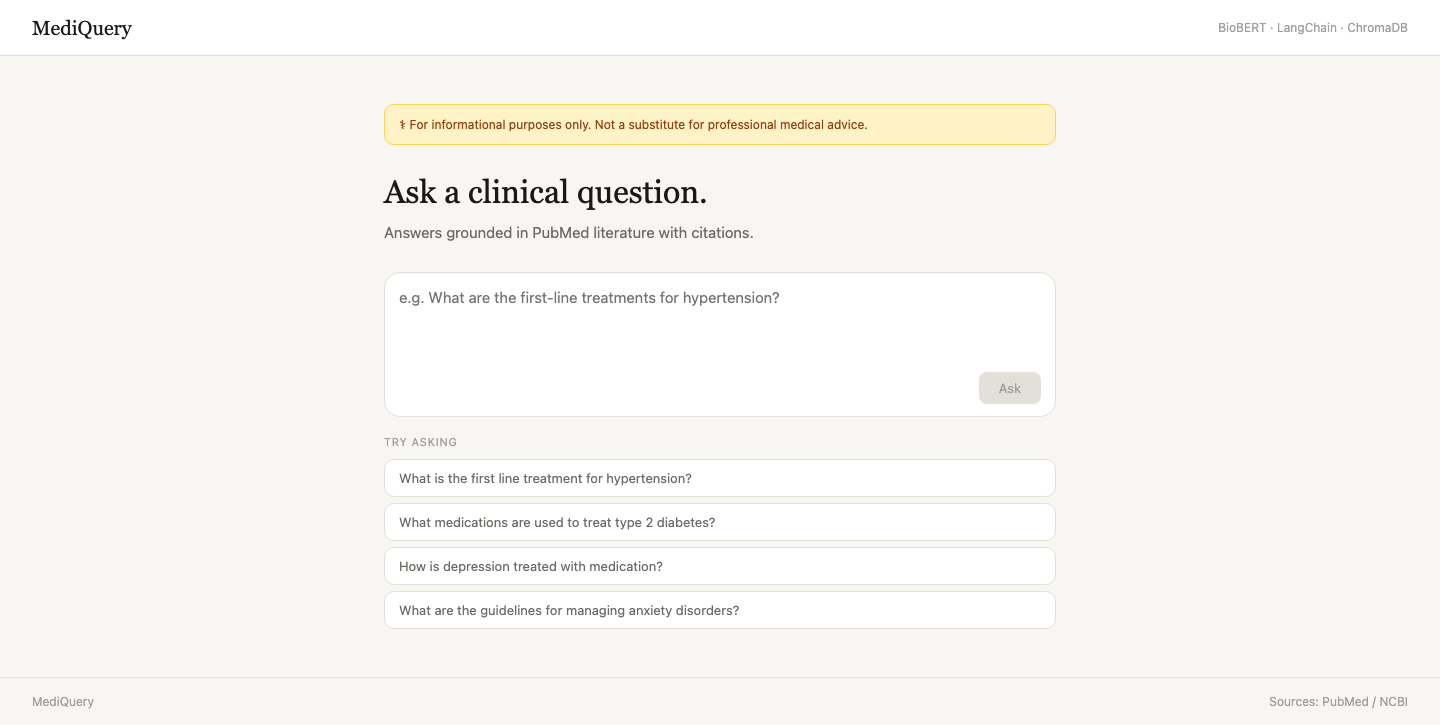 MediQuery
BioBERT · LangChain · ChromaDB
⚕ For informational purposes only. Not a substitute for professional medical advice.
Ask a clinical question.
Answers grounded in PubMed literature with citations.
e.g. What are the first-line treatments for hypertension?
Ask
TRY ASKING
What is the first line treatment for hypertension?
What medications are used to treat type 2 diabetes?
How is depression treated with medication?
What are the guidelines for managing anxiety disorders?
MediQuery
Sources: PubMed / NCBI